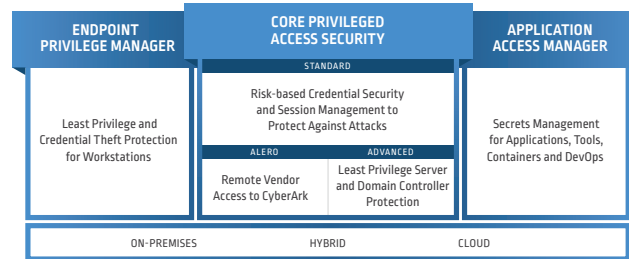 ENDPOINT
PRIVILEGE MANAGER
Least Privilege and
Credential Theft Protection
for Workstations
CORE PRIVILEGED
ACCESS SECURITY
STANDARD
Risk-based Credential Security
and Session Management to
Protect Against Attacks
ALERO
Remote Vendor
Access to CyberArk
ADVANCED
Least Privilege Server
and Domain Controller
Protection
APPLICATION
ACCESS MANAGER
Secrets Management
for Applications, Tools,
Containers and DevOps
ON-PREMISES HYBRID CLOUD